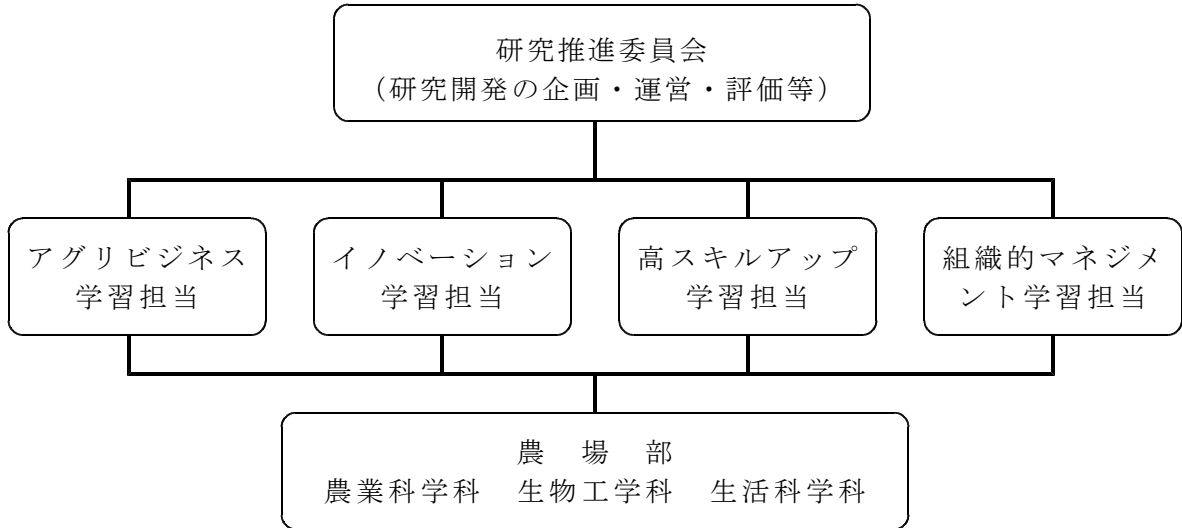 研究推進委員会
(研究開発の企画・運営・評価等)
アグリビジネス
学習担当
イノベーション
学習担当
高スキルアップ
学習担当
組織的マネジメ
ント学習担当
農　場　部
農業科学科　生物工学科　生活科学科